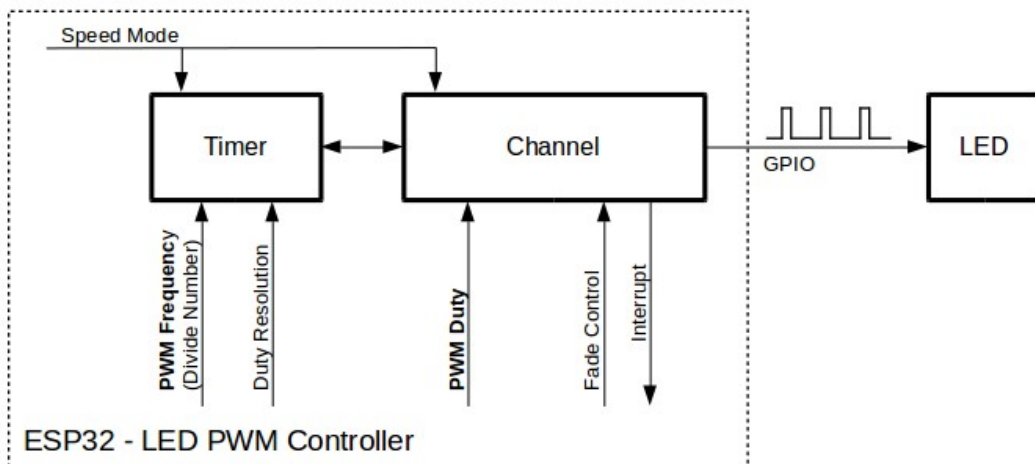 Speed Mode
Timer
Channel
GPIO
LED
PWM Frequency
(Divide Number)
Duty Resolution
PWM Duty
Fade Control
Interrupt
ESP32 - LED PWM Controller